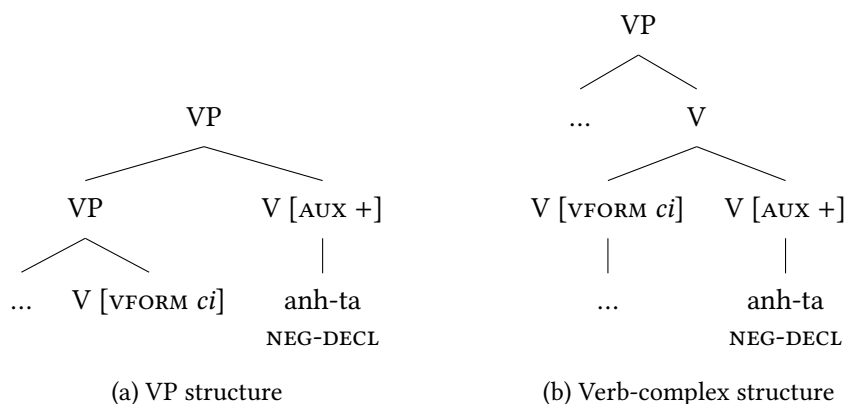 VP
VP V [AUX +]
... V [VFORM ci] anh-ta
NEG-DECL
(a) VP structure
VP
... V
V [VFORM ci] V [AUX +]
... anh-ta
NEG-DECL
(b) Verb-complex structure